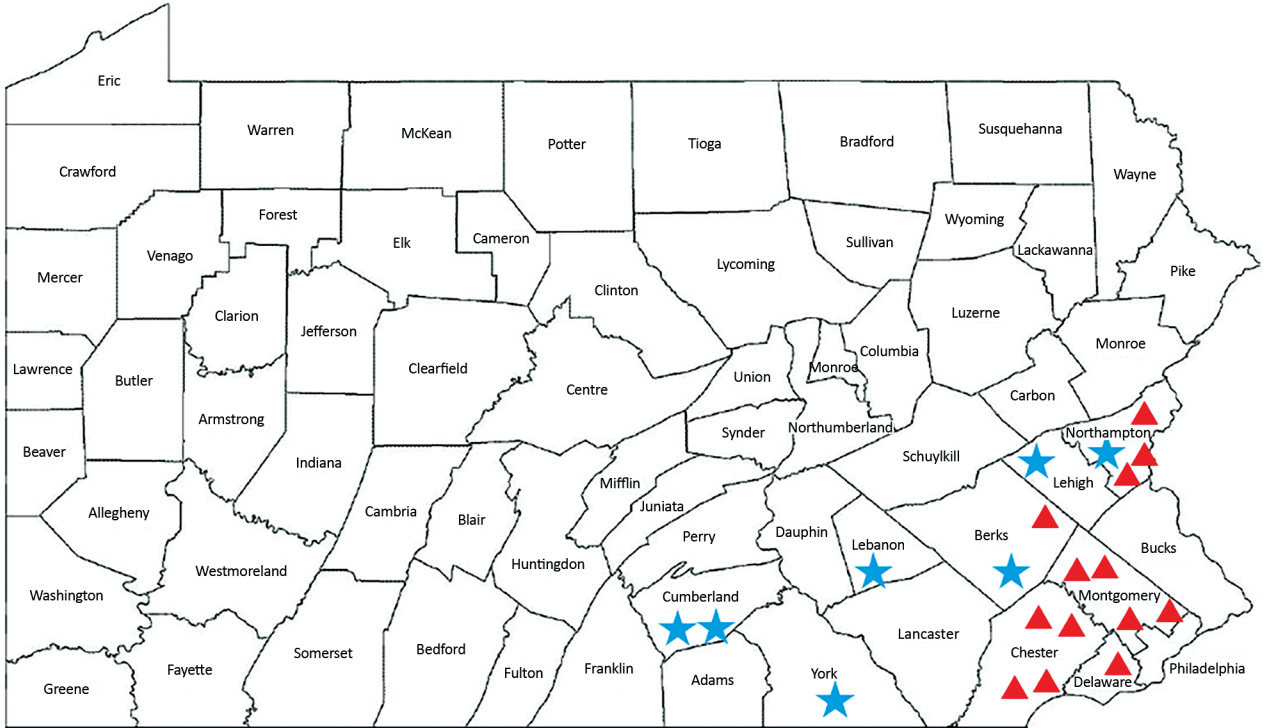 Eric
Warren
McKean
Potter
Tioga
Bradford
Susquehanna
Wayne
Crawford
Forest
Elk
Cameron
Wyoming
Sullivan
Lackawanna
Pike
Mercer
Venago
Clarion
Jefferson
Clinton
Lycoming
Luzerne
Monroe
Lawrence
Butler
Clearfield
Centre
Union
Monroe
Columbia
Carbon
Beaver
Armstrong
Indiana
Synder
Northumberland
Schuylkill
Northampton
Lehigh
Allegheny
Cambria
Blair
Mifflin
Juniata
Perry
Dauphin
Lebanon
Berks
Bucks
Washington
Westmoreland
Huntingdon
Cumberland
Lancaster
Montgomery
Chester
Greene
Fayette
Somerset
Bedford
Fulton
Franklin
Adams
York
Delaware
Philadelphia